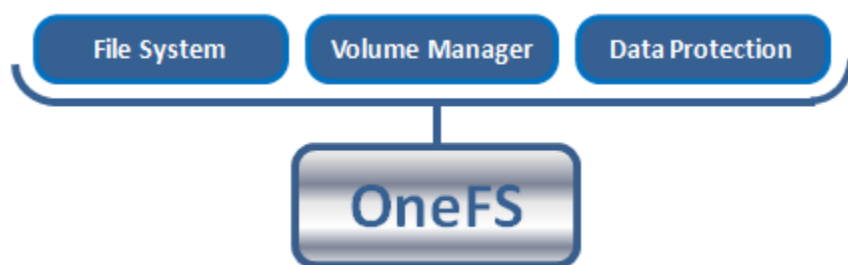 File System
Volume Manager
Data Protection
OneFS